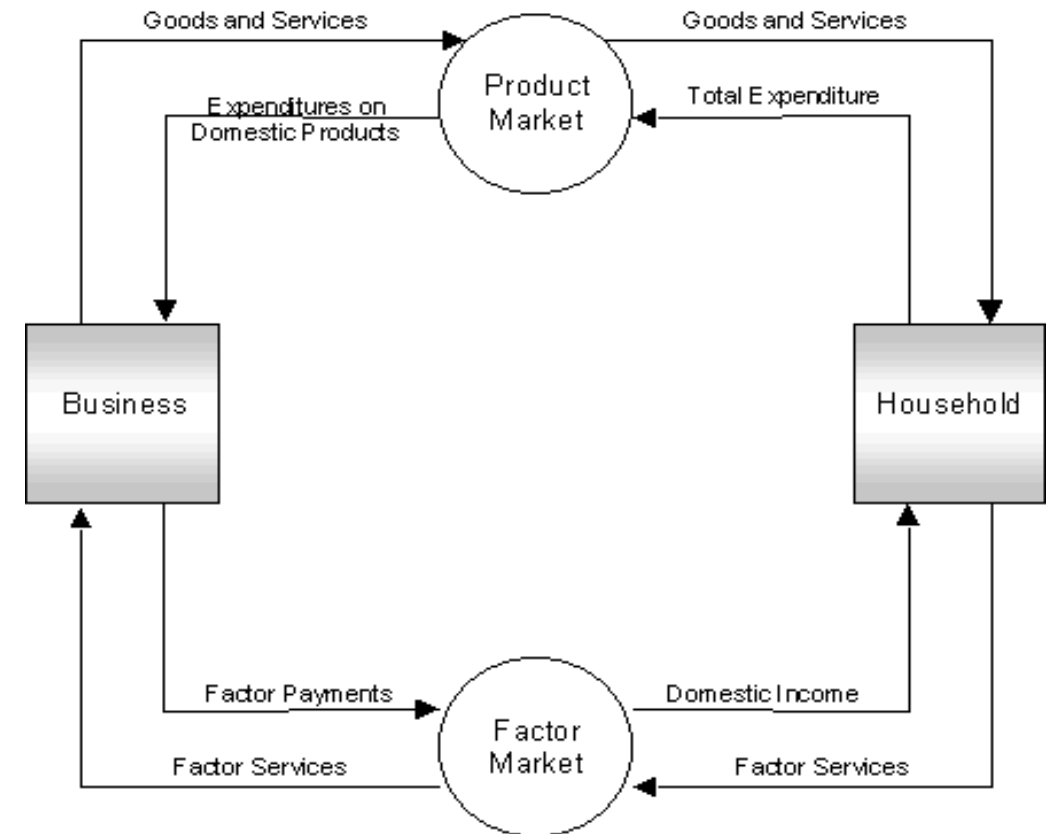 Goods and Services
Goods and Services
Product
Market
Expenditures on
Domestic Products
Total Expenditure
Business
Household
Factor Payments
Domestic Income
Factor
Market
Factor Services
Factor Services